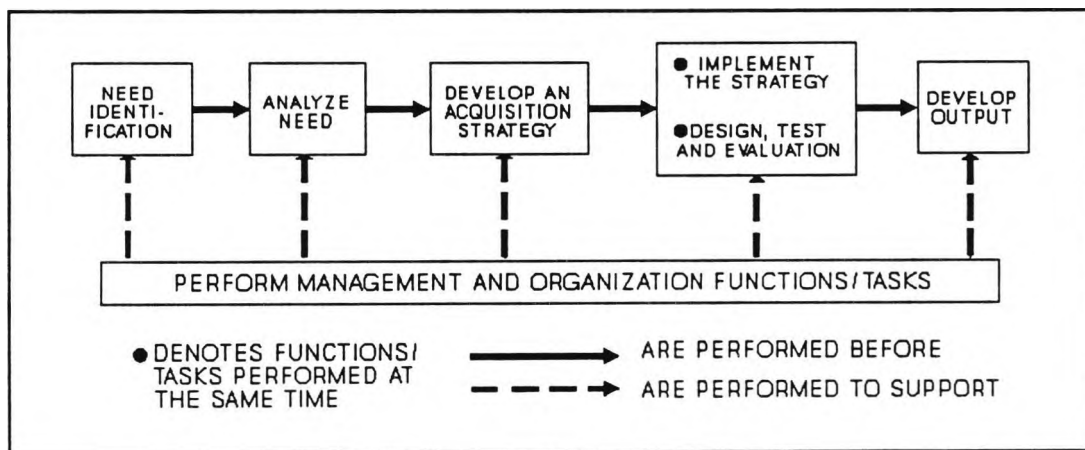 NEED
IDENTI-
FICATION
ANALYZE
NEED
DEVELOP AN
ACQUISITION
STRATEGY
● IMPLEMENT
THE STRATEGY
● DESIGN, TEST
AND EVALUATION
DEVELOP
OUTPUT
PERFORM MANAGEMENT AND ORGANIZATION FUNCTIONS/TASKS
● DENOTES FUNCTIONS/
TASKS PERFORMED AT
THE SAME TIME
ARE PERFORMED BEFORE
ARE PERFORMED TO SUPPORT